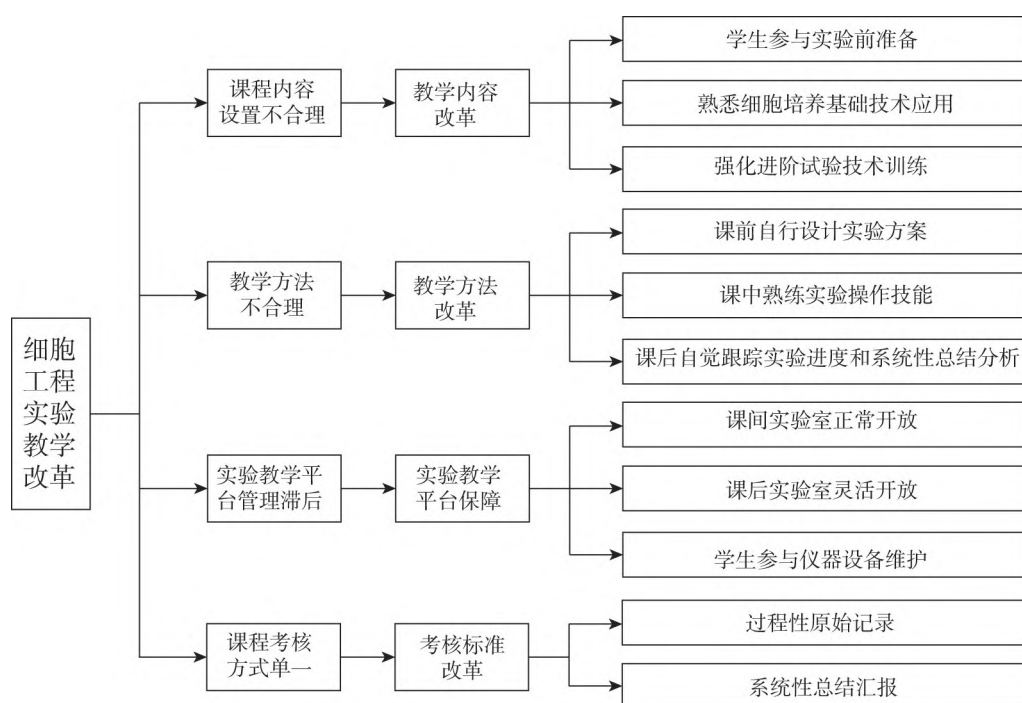 细胞
工程
实验
教学
改革
课程内容
设置不合理
教学内容
改革
学生参与实验前准备
熟悉细胞培养基础技术应用
强化进阶试验技术训练
教学方法
不合理
教学方法
改革
课前自行设计实验方案
课中熟练实验操作技能
课后自觉跟踪实验进度和系统性总结分析
实验教学平
台管理滞后
实验教学
平台保障
课间实验室正常开放
课后实验室灵活开放
学生参与仪器设备维护
课程考核
方式单一
考核标准
改革
过程性原始记录
系统性总结汇报